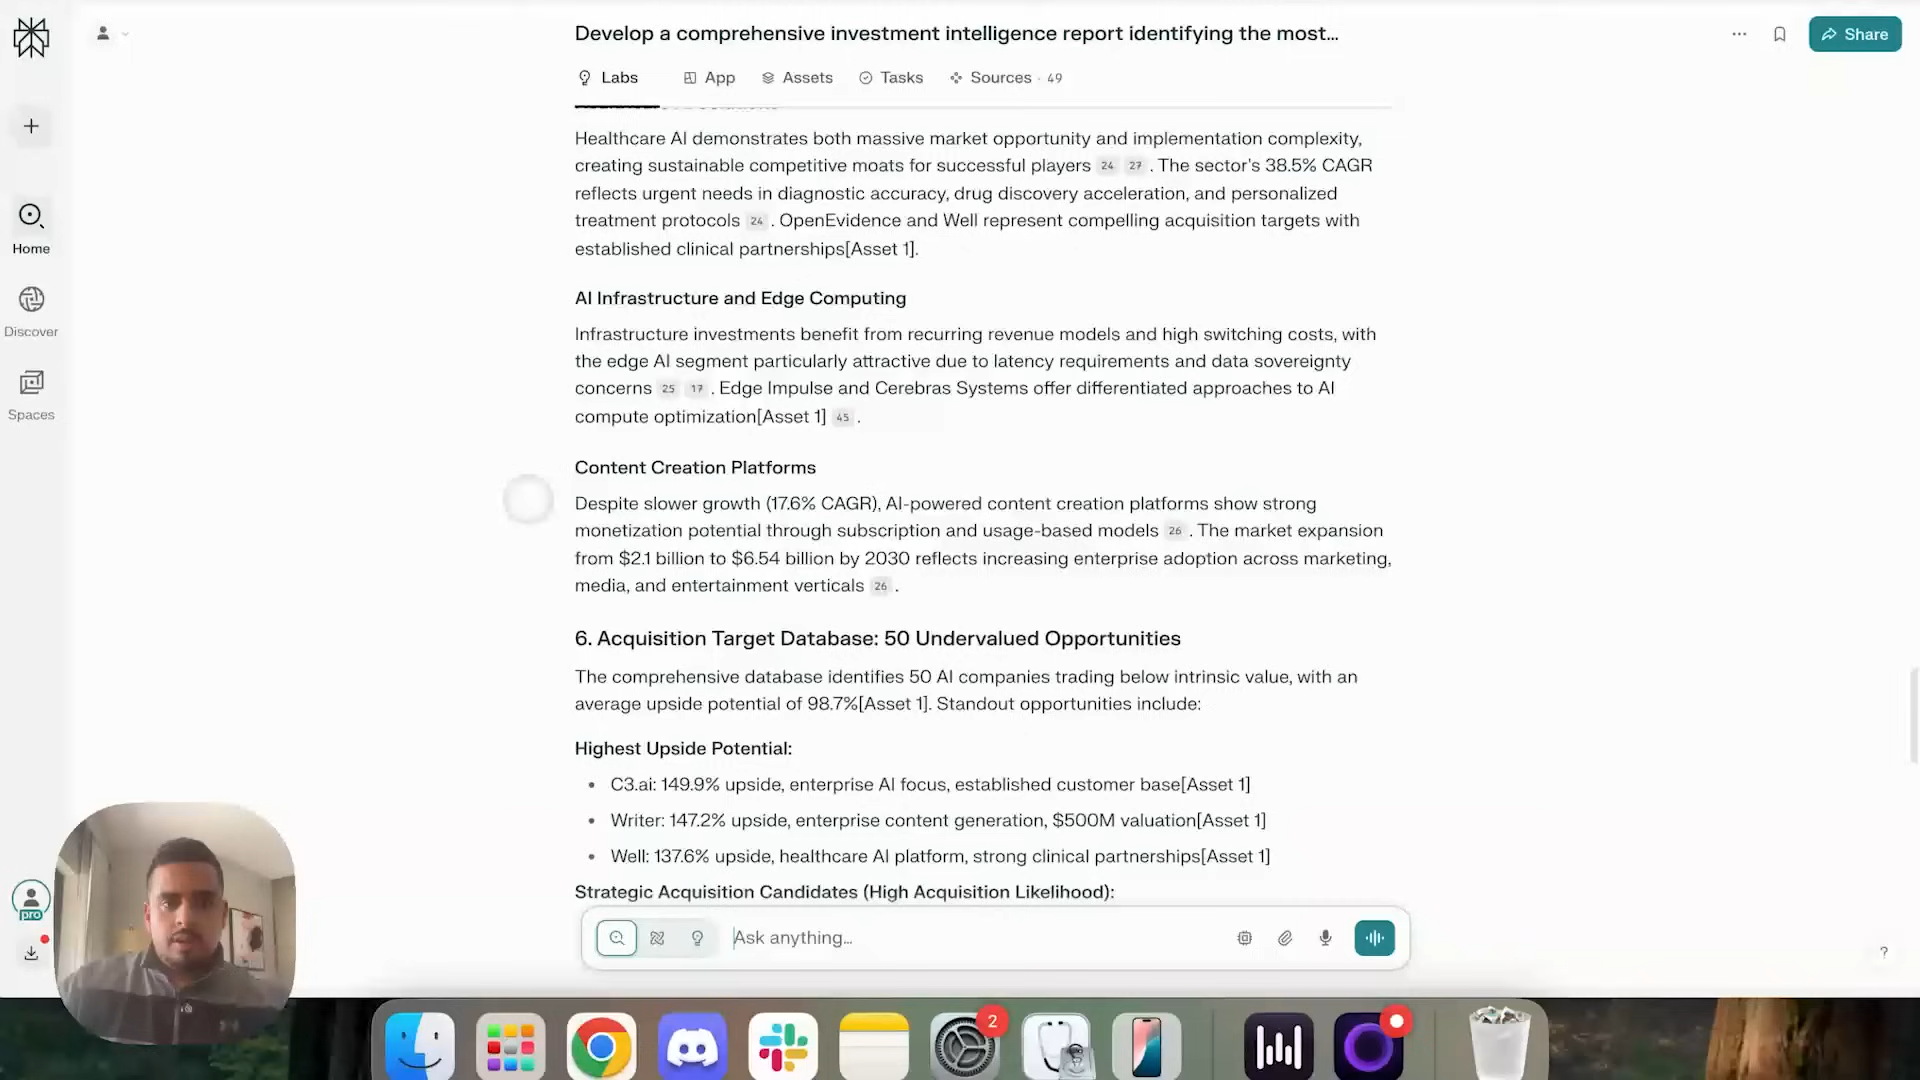 Develop a comprehensive investment intelligence report identifying the most...
Share
Labs
App
Assets
Tasks
Sources · 49
Home
Discover
Spaces
Healthcare AI demonstrates both massive market opportunity and implementation complexity,
creating sustainable competitive moats for successful players 24 27 . The sector's 38.5% CAGR
reflects urgent needs in diagnostic accuracy, drug discovery acceleration, and personalized
treatment protocols 24 . OpenEvidence and Well represent compelling acquisition targets with
established clinical partnerships[Asset 1].
AI Infrastructure and Edge Computing
Infrastructure investments benefit from recurring revenue models and high switching costs, with
the edge AI segment particularly attractive due to latency requirements and data sovereignty
concerns 25 17 . Edge Impulse and Cerebras Systems offer differentiated approaches to AI
compute optimization[Asset 1] 45 .
Content Creation Platforms
Despite slower growth (17.6% CAGR), AI-powered content creation platforms show strong
monetization potential through subscription and usage-based models 26 . The market expansion
from $2.1 billion to $6.54 billion by 2030 reflects increasing enterprise adoption across marketing,
media, and entertainment verticals 26 .
6. Acquisition Target Database: 50 Undervalued Opportunities
The comprehensive database identifies 50 AI companies trading below intrinsic value, with an
average upside potential of 98.7%[Asset 1]. Standout opportunities include:
Highest Upside Potential:
• C3.ai: 149.9% upside, enterprise AI focus, established customer base[Asset 1]
• Writer: 147.2% upside, enterprise content generation, $500M valuation[Asset 1]
• Well: 137.6% upside, healthcare AI platform, strong clinical partnerships[Asset 1]
Strategic Acquisition Candidates (High Acquisition Likelihood):
pro
Ask anything...
?
2